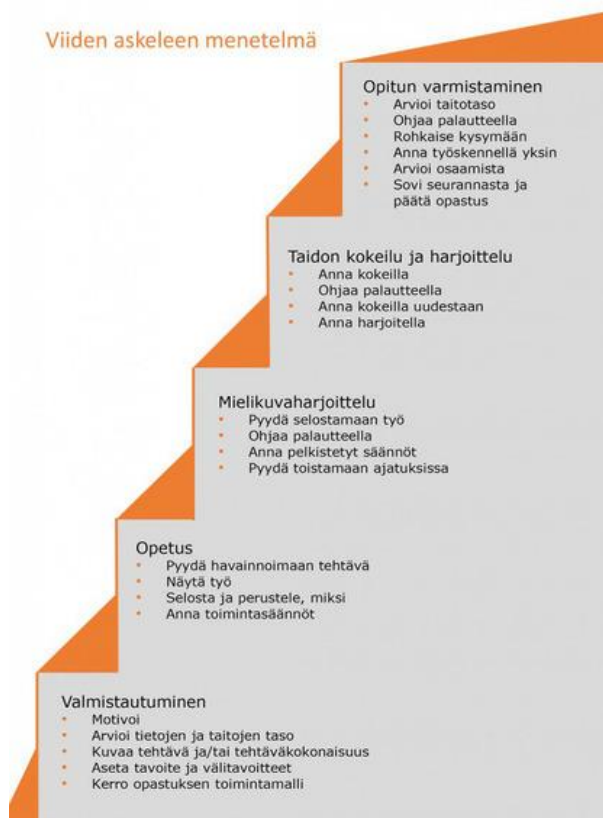 Viiden askeleen menetelmä
Opitun varmistaminen
• Arvioi taitotaso
• Ohjaa palautteella
• Rohkaise kysymään
• Anna työskennellä yksin
• Arvioi osaamista
• Sovi seurannasta ja
päätä opastus
Taidon kokeilu ja harjoittelu
• Anna kokeilla
• Ohjaa palautteella
• Anna kokeilla uudestaan
• Anna harjoitella
Mielikuvaharjoittelu
• Pyydä selostamaan työ
• Ohjaa palautteella
• Anna pelkistetyt säännöt
• Pyydä toistamaan ajatuksissa
Opetus
• Pyydä havainnoimaan tehtävä
• Näytä työ
• Selosta ja perustele, miksi
• Anna toimintasäännöt
Valmistautuminen
• Motivoi
• Arvioi tietojen ja taitojen taso
• Kuvaa tehtävä ja/tai tehtäväkokonaisuus
• Aseta tavoite ja välitavoitteet
• Kerro opastuksen toimintamalli